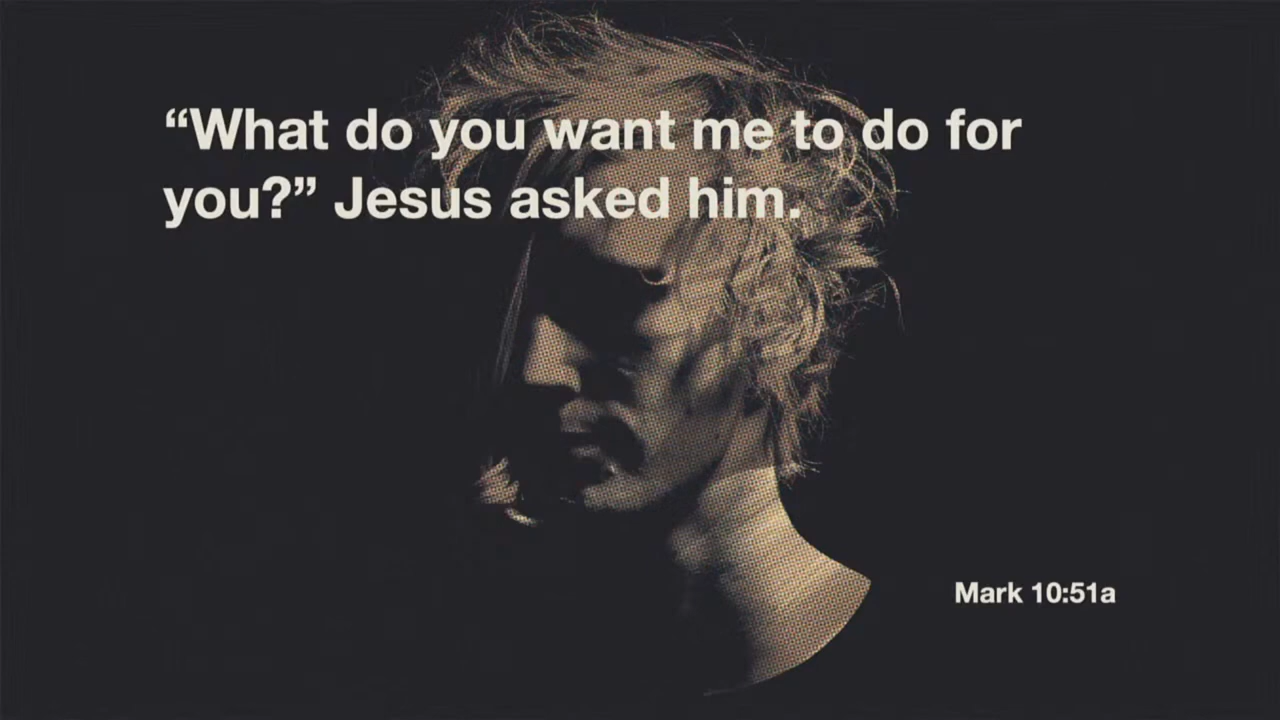 “What do you want me to do for
you?” Jesus asked him.
Mark 10:51a